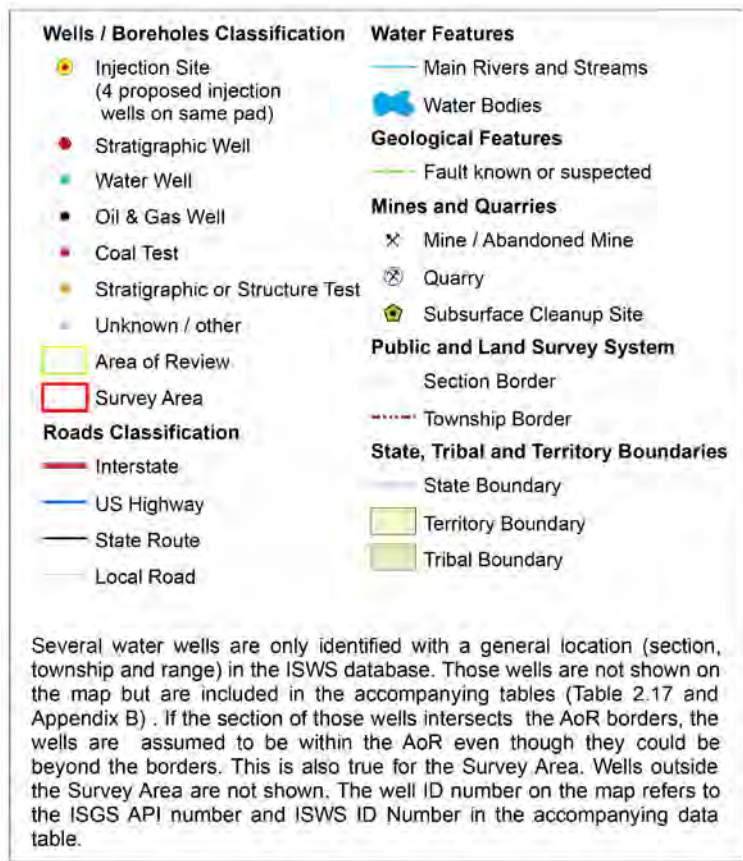 Wells / Boreholes Classification
Injection Site
(4 proposed injection
wells on same pad)
Stratigraphic Well
Water Well
Oil & Gas Well
Coal Test
Stratigraphic or Structure Test
Unknown / other
Area of Review
Survey Area
Roads Classification
Interstate
US Highway
State Route
Local Road
Water Features
Main Rivers and Streams
Water Bodies
Geological Features
Fault known or suspected
Mines and Quarries
Mine / Abandoned Mine
Quarry
Subsurface Cleanup Site
Public and Land Survey System
Section Border
Township Border
State, Tribal and Territory Boundaries
State Boundary
Territory Boundary
Tribal Boundary
Several water wells are only identified with a general location (section,
township and range) in the ISWS database. Those wells are not shown on
the map but are included in the accompanying tables (Table 2.17 and
Appendix B) . If the section of those wells intersects the AoR borders, the
wells are assumed to be within the AoR even though they could be
beyond the borders. This is also true for the Survey Area. Wells outside
the Survey Area are not shown. The well ID number on the map refers to
the ISGS API number and ISWS ID Number in the accompanying data
table.